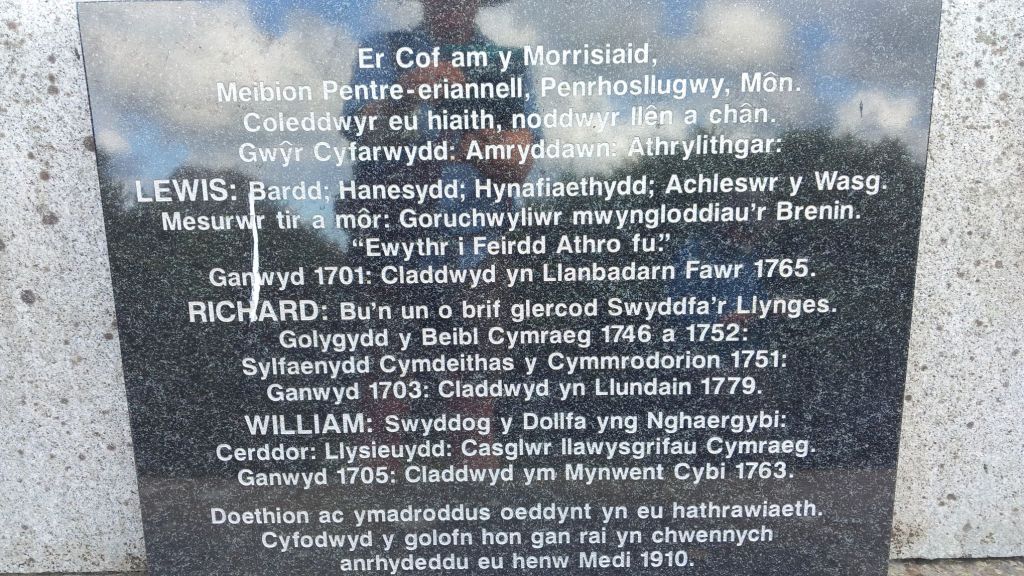 Er Cof am y Morrisiaid,
Meibion Pentre-eriannell, Penrhosllugwy, Môn.
Coleddwyr eu hiaith, noddwyr llên a chân.
Gwŷr Cyfarwydd: Amryddawn: Athrylithgar:
LEWIS: Bardd; Hanesydd; Hynafiaethydd; Achleswr y Wasg.
Mesurwr tir a môr: Goruchwyliwr mwyngloddiau'r Brenin.
“Ewythr i Feirdd Athro fu.”
Ganwyd 1701: Claddwyd yn Llanbadarn Fawr 1765.
RICHARD: Bu'n un o brif glercod Swyddfa'r Llynges.
Golygydd y Beibl Cymraeg 1746 a 1752:
Sylfaenydd Cymdeithas y Cymmrodorion 1751:
Ganwyd 1703: Claddwyd yn Llundain 1779.
WILLIAM: Swyddog y Dollfa yng Nghaergybi:
Cerddor: Llysieuydd: Casglwr llawysgrifau Cymraeg.
Ganwyd 1705: Claddwyd ym Mynwent Cybi 1763.
Doethion ac ymadroddus oeddynt yn eu hathrawiaeth.
Cyfodwyd y golofn hon gan rai yn chwennych
anrhydeddu eu henw Medi 1910.